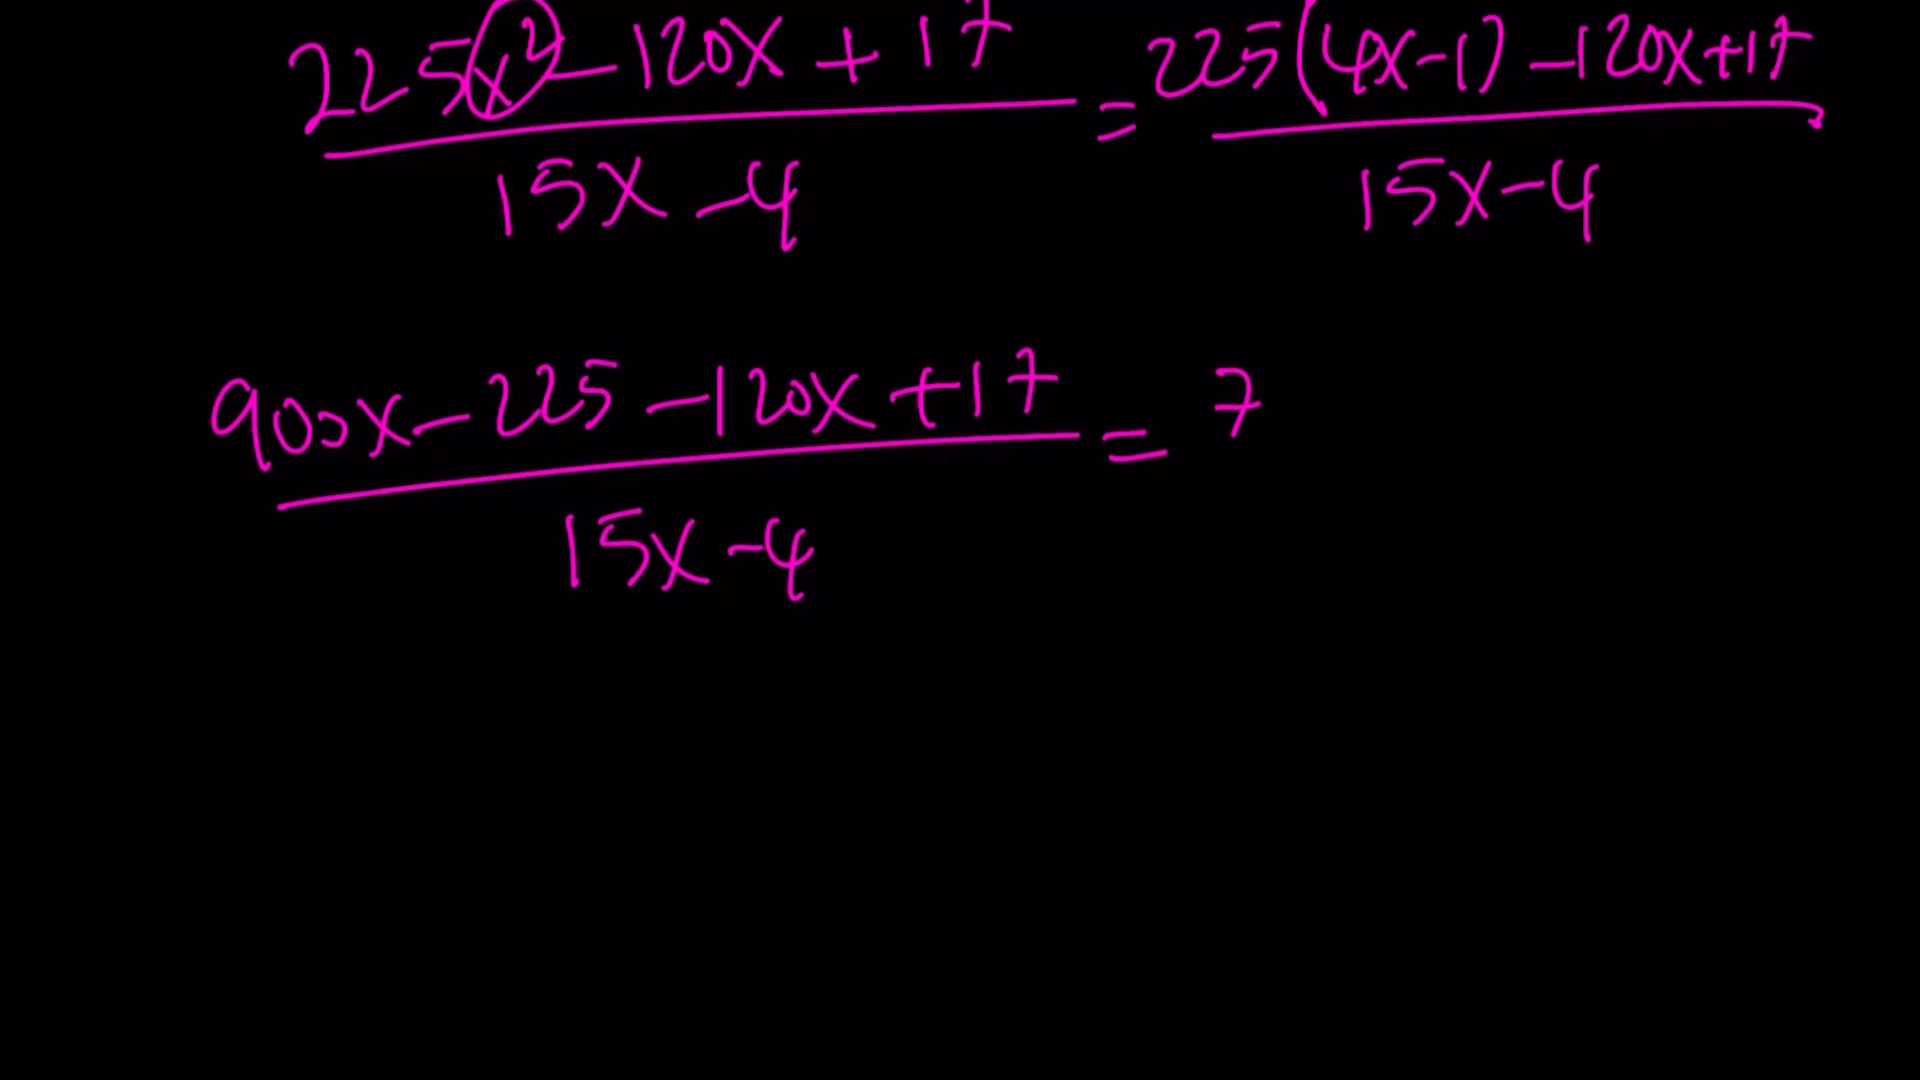 225x² - 120x + 17 = 225(4x-1) - 120x + 17
15x - 4 15x - 4
900x - 225 - 120x + 17 = 7
15x - 4